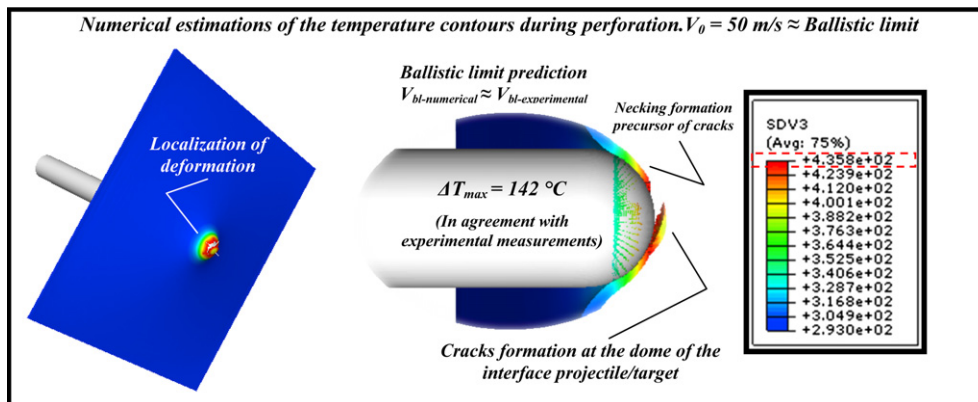 Numerical estimations of the temperature contours during perforation.V₀ = 50 m/s ≈ Ballistic limit
Localization of
deformation
Ballistic limit prediction
V_bl-numerical ≈ V_bl-experimental
Necking formation
precursor of cracks
ΔT_max = 142 °C
(In agreement with
experimental measurements)
Cracks formation at the dome of the
interface projectile/target
SDV3
(Avg: 75%)
+4.358e+02
+4.239e+02
+4.120e+02
+4.001e+02
+3.882e+02
+3.763e+02
+3.644e+02
+3.525e+02
+3.406e+02
+3.287e+02
+3.168e+02
+3.049e+02
+2.930e+02